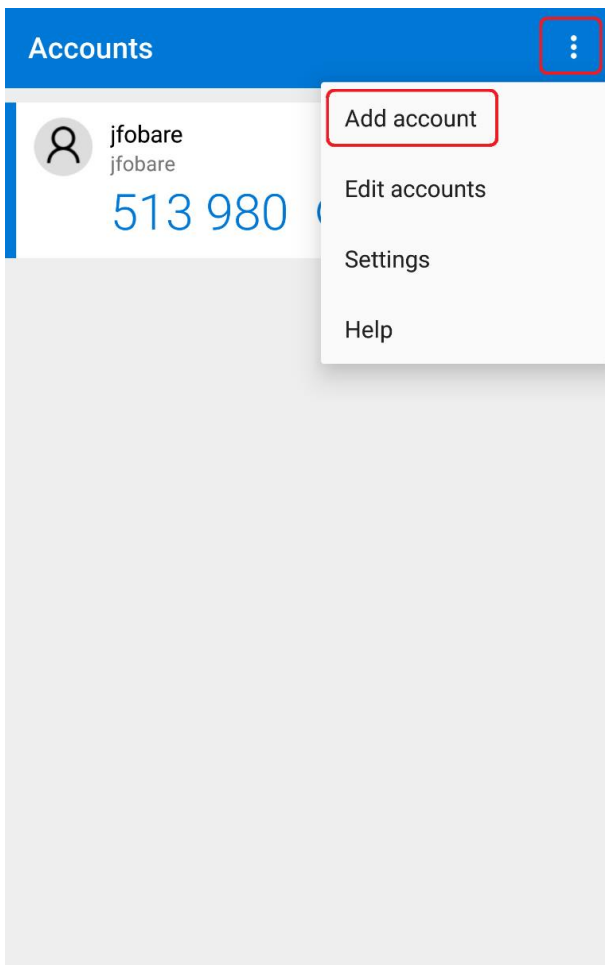 Accounts
Add account
jfobare
jfobare
513 980
Edit accounts
Settings
Help